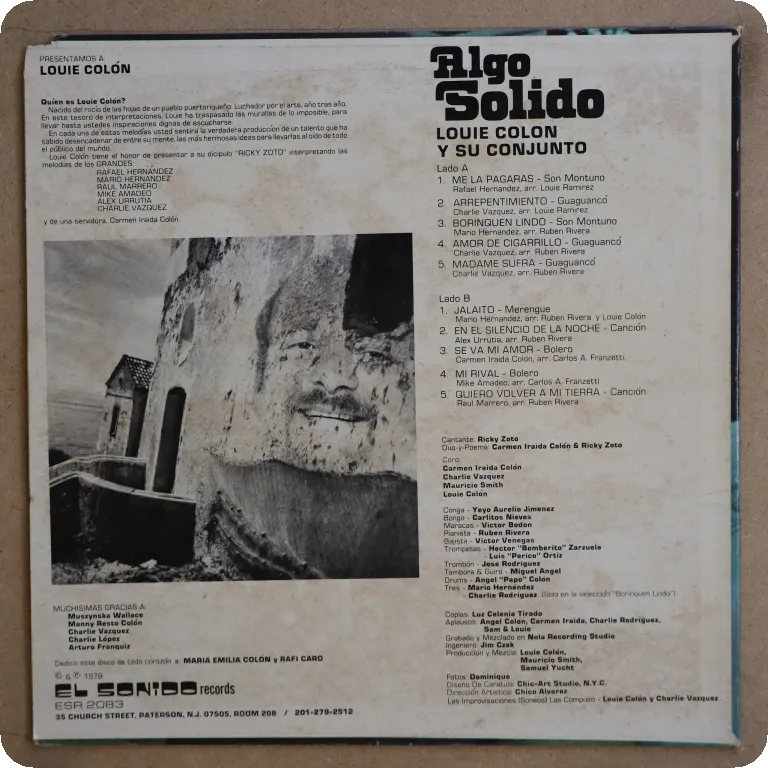 PRESENTAMOS A:
LOUIE COLÓN
Quíen es Louie Colón?
Nacido del rocío de las hojas de un pueblo puertorigueño. Luchador por el arte, año tras año.
En este tesoro de interpretaciones, Louie ha traspasado las murallas de lo imposible, para
llevar hasta ustedes inspiraciones dignas de escucharse.
En cada una de estas melodías usted sentirá la verdadera producción de un talento que ha
sabido desencadenar de entre su mente, las más hermosas ideas para llevarlas al oído de todo
el público del mundo.
Louie Colón tiene el honor de presentar a su dicipulo "RICKY ZOTO" interpretando las
melodías de los GRANDES:
RAFAEL HERNÁNDEZ
MARIO HERNANDEZ
RAUL MARRERO
MIKE AMADEO
ALEX URRUTIA
CHARLIE VAZQUEZ
y de una servidora, Carmen Iraida Colón.
Algo
Solido
LOUIE COLON
Y SU CONJUNTO
Lado A
1. ME LA PAGARAS - Son Montuno
Rafael Hernandez, arr. Louie Ramirez
2. ARREPENTIMIENTO - Guaguancó
Charlie Vazquez, arr. Louie Ramirez
3. BORINQUEN LINDO - Son Montuno
Mario Hernandez, arr. Ruben Rivera
4. AMOR DE CIGARRILLO - Guaguancó
Charlie Vazquez, arr. Ruben Rivera
5. MADAME SUFRA - Guaguancó
Charlie Vazquez, arr. Ruben Rivera
Lado B
1. JALAITO - Merengue
Mario Hernandez, arr. Ruben Rivera y Louie Colón
2. EN EL SILENCIO DE LA NOCHE - Canción
Alex Urrutia, arr. Ruben Rivera
3. SE VA MI AMOR - Bolero
Carmen Iraida Colón, arr. Carlos A. Franzetti
4. MI RIVAL - Bolero
Mike Amadeo, arr. Carlos A. Franzetti
5. QUIERO VOLVER A MI TIERRA - Canción
Raul Marrero, arr. Ruben Rivera
Cantante: Ricky Zoto
Duo-y-Poema: Carmen Iraida Colón & Ricky Zoto
Coro:
Carmen Iraida Colón
Charlie Vazquez
Mauricio Smith
Louie Colón
Conga - Yeyo Aurelio Jimenez
Bongo - Carlitos Nieves
Maracas - Victor Bodon
Pianista - Ruben Rivera
Bajista - Victor Venegas
Trompetas - Hector "Bomberito" Zarzuela
- Luis "Perico" Ortiz
Trombón - Jose Rodriguez
Tambora & Guiro - Miguel Angel
Drums - Angel "Papo" Colón
Tres - Mario Hernández
- Charlie Rodriguez (Solo en la selección "Borinquen Lindo")
Coplas: Luz Celenia Tirado
Aplausos: Angel Colon, Carmen Iraida, Charlie Rodríguez,
Sam & Louie
Grabado y Mezclado en Nola Recording Studio
Ingeniero: Jim Czak
Produccion y Mezcla: Louie Colón,
Mauricio Smith,
Samuel Yucht
Fotos: Dominique
Diseño De Caratula: Chic-Art Studio, N.Y.C.
Dirección Artistica: Chico Alvarez
Las Improvisaciones (Soneos) Las Compuso - Louie Colón y Charlie Vazquez
MUCHISIMAS GRACIAS A:
Muszynska Wallace
Manny Resto Colón
Charlie Vazquez
Charlie López
Arturo Franquiz
Dedico este disco de todo corazón a: MARIA EMILIA COLON y RAFI CARO
© & ℗ 1978
EL SONIDO records
ESR 2083
35 CHURCH STREET, PATERSON, N.J. 07505, ROOM 208 / 201-279-2512